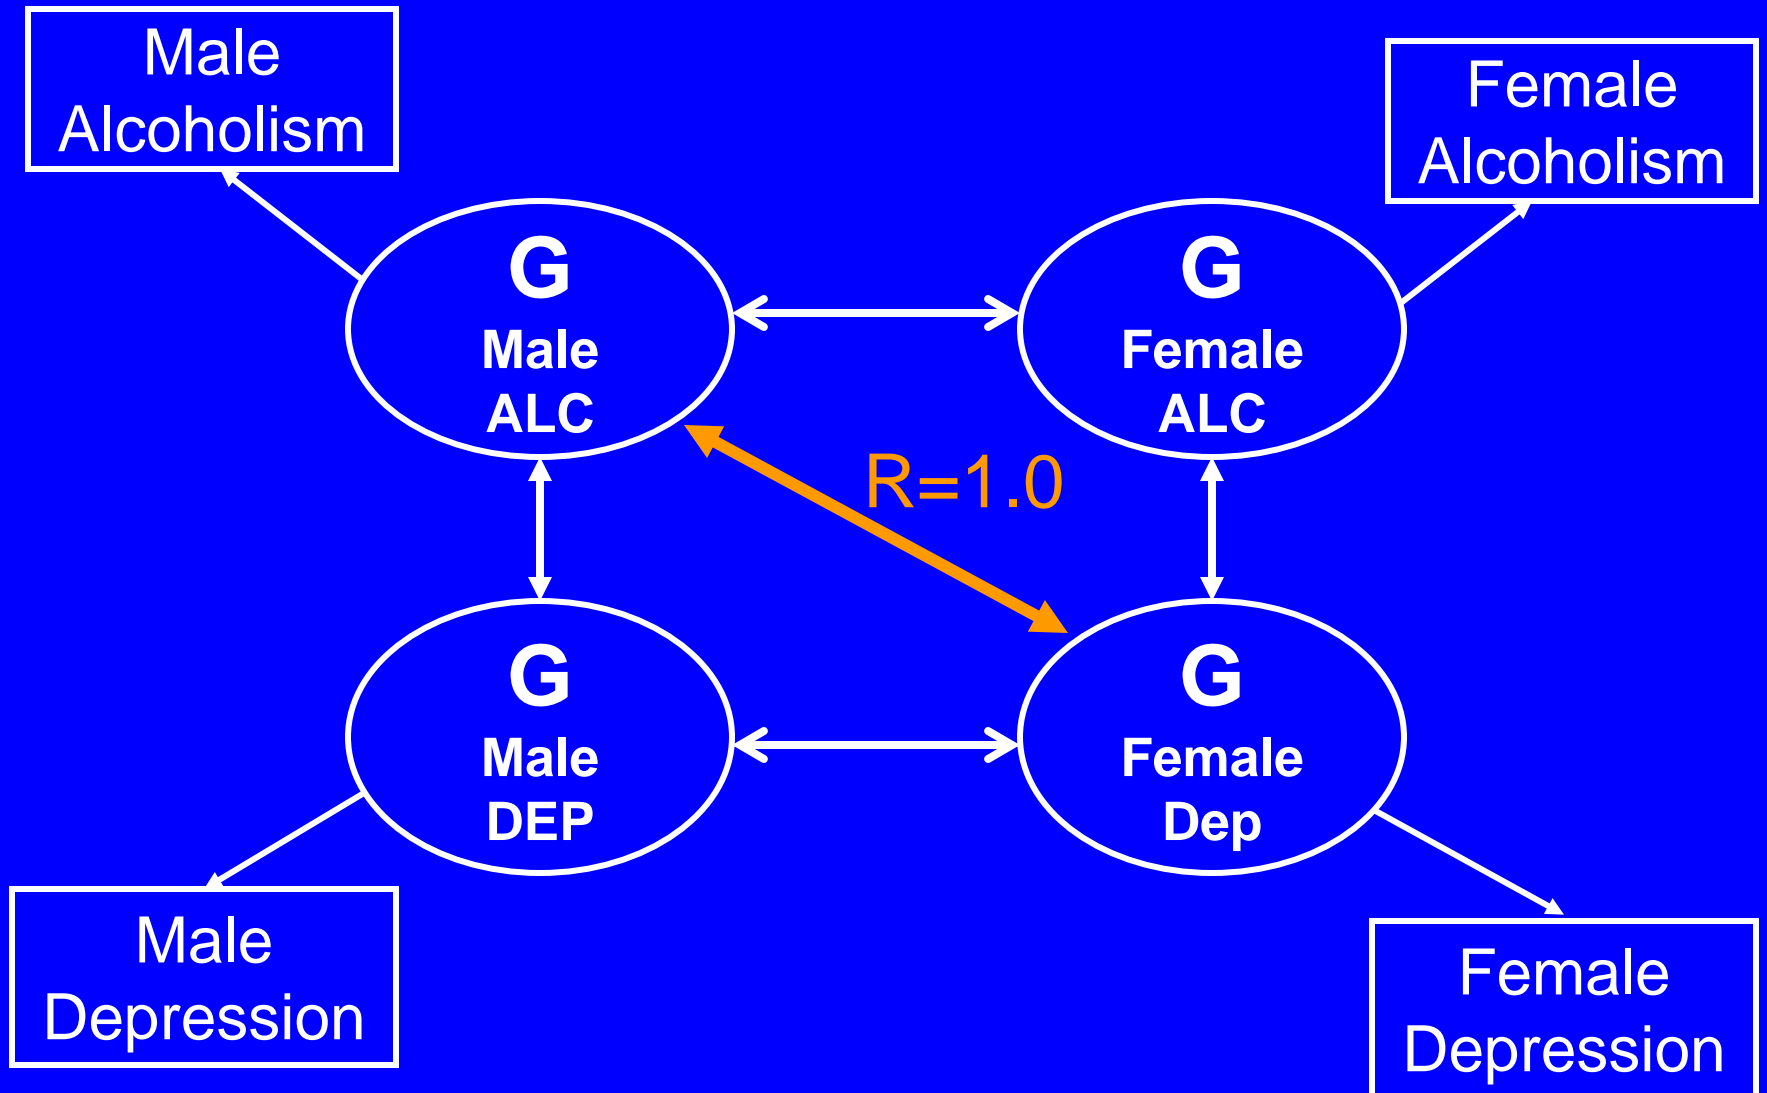 Male
Alcoholism
Female
Alcoholism
G
Male
ALC
G
Female
ALC
R=1.0
G
Male
DEP
G
Female
Dep
Male
Depression
Female
Depression